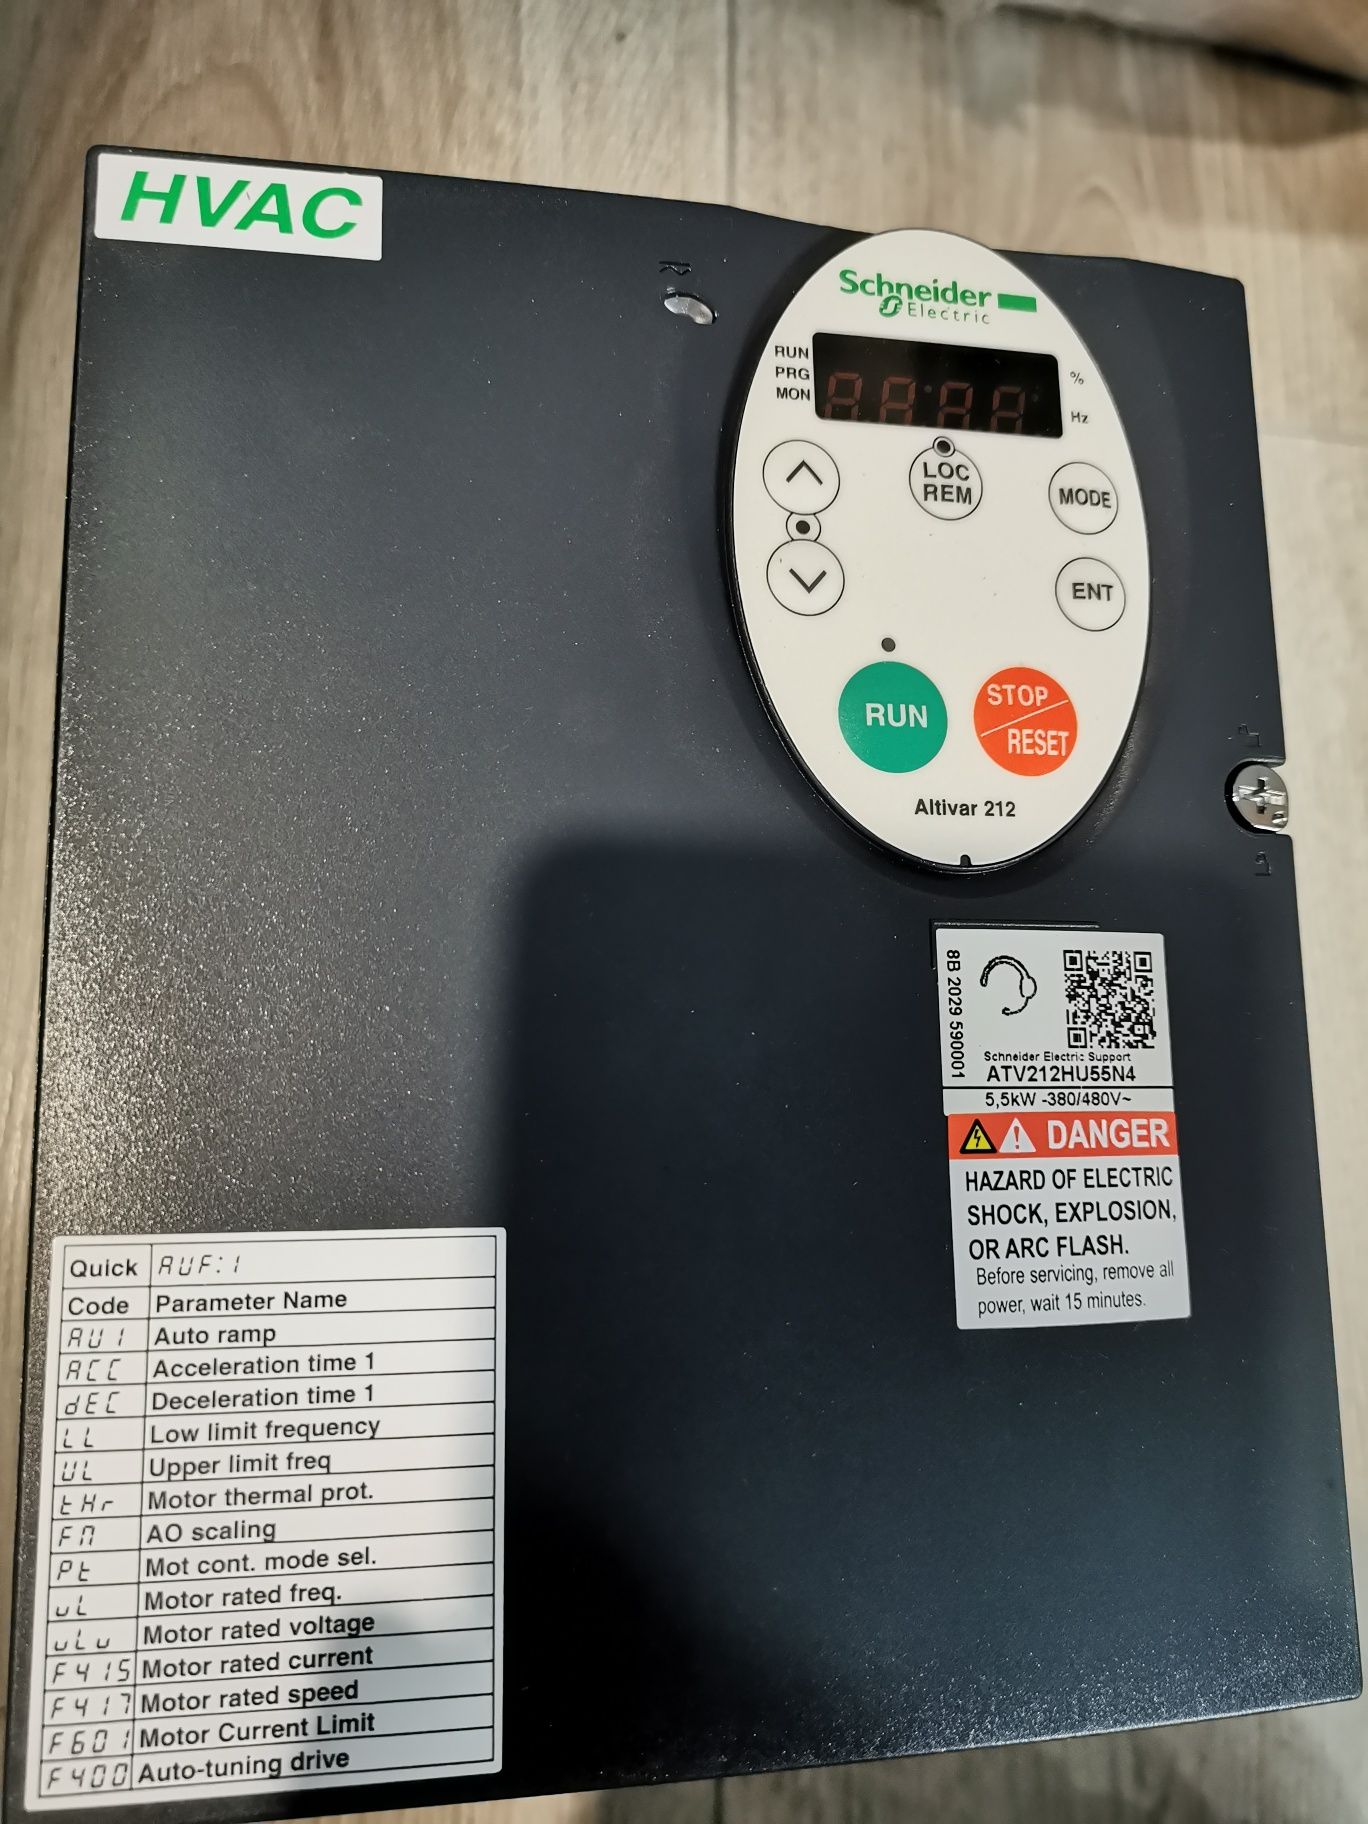 HVAC
Schneider
Electric
RUN
PRG
MON
%
Hz
LOC
REM
MODE
ENT
RUN
STOP
RESET
Altivar 212
8B 2029 590001
Schneider Electric Support
ATV212HU55N4
5,5kW -380/480V~
DANGER
HAZARD OF ELECTRIC
SHOCK, EXPLOSION,
OR ARC FLASH.
Before servicing, remove all
power, wait 15 minutes.
Quick AUF:1
Code Parameter Name
AU1 Auto ramp
ACC Acceleration time 1
dEC Deceleration time 1
LL Low limit frequency
UL Upper limit freq
tHr Motor thermal prot.
FM AO scaling
Pt Mot cont. mode sel.
uL Motor rated freq.
uLu Motor rated voltage
F415 Motor rated current
F417 Motor rated speed
F601 Motor Current Limit
F400 Auto-tuning drive